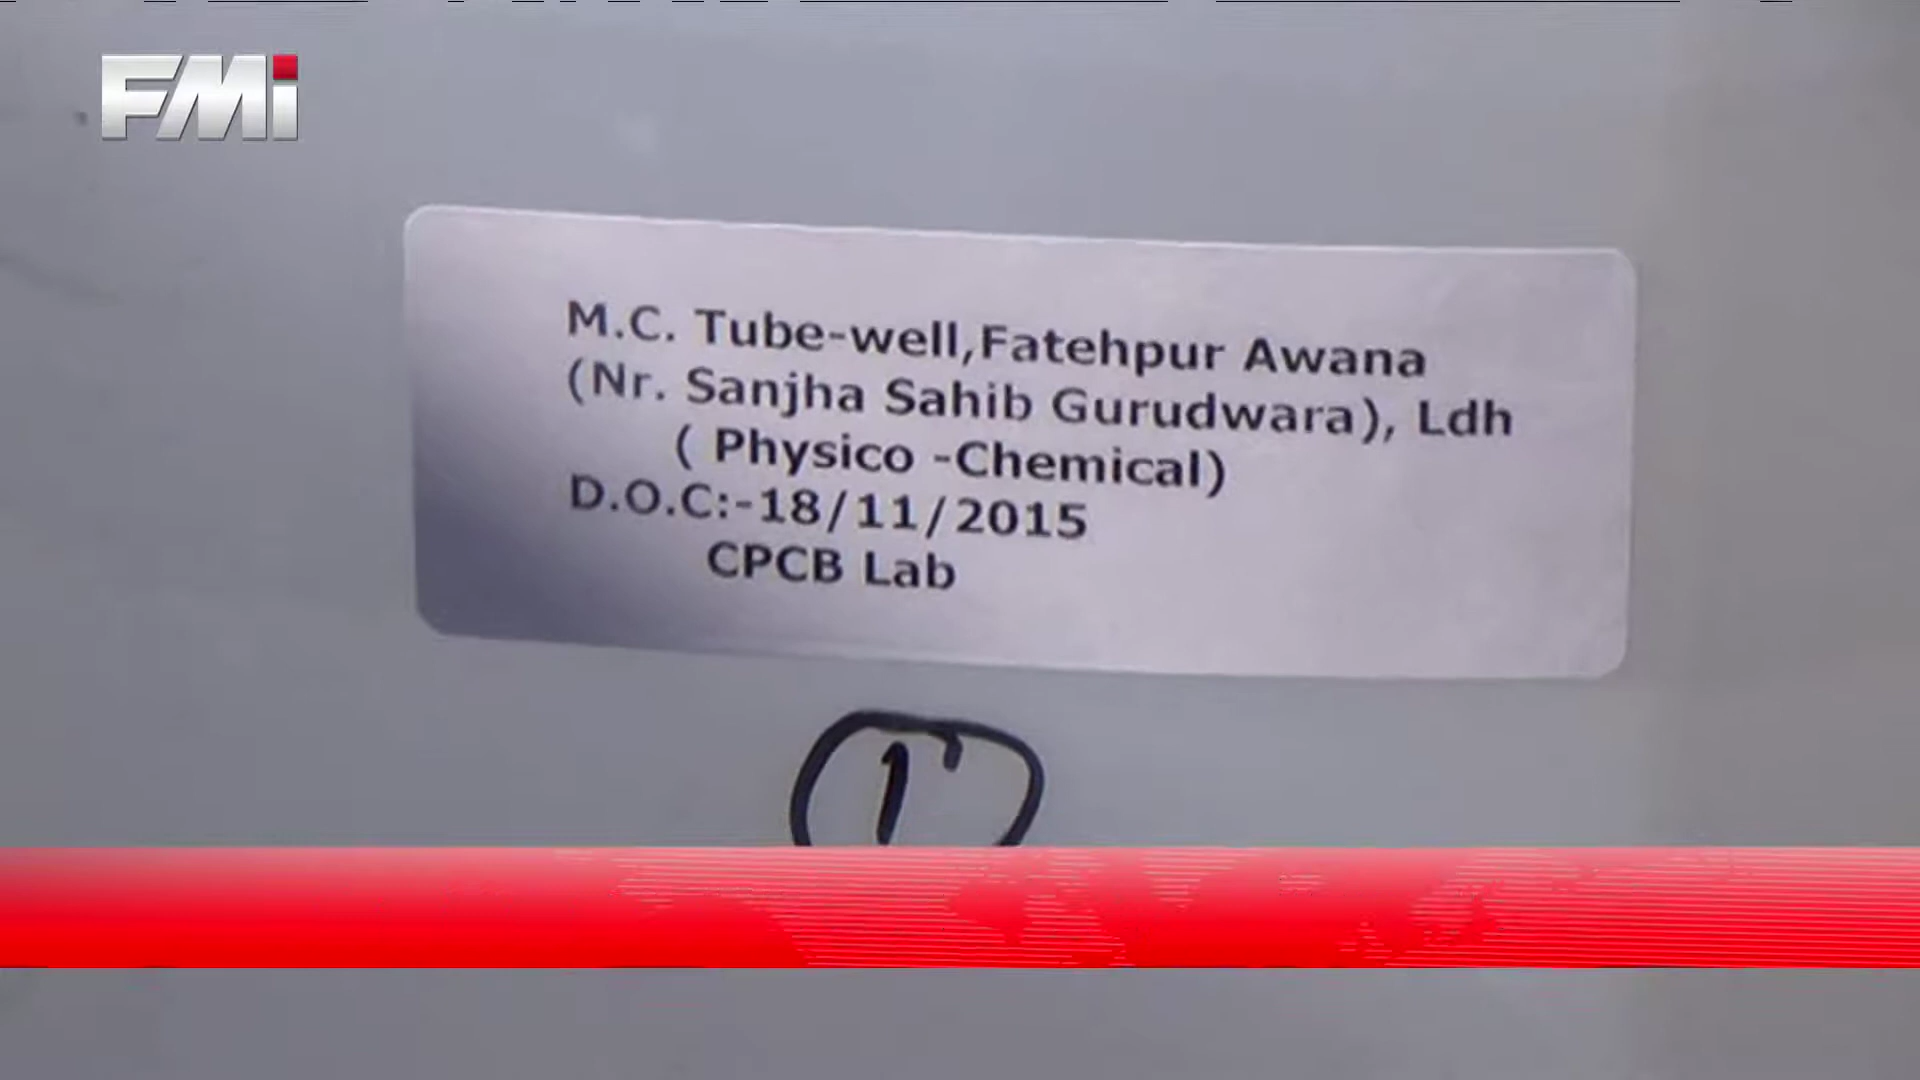 FMi
M.C. Tube-well,Fatehpur Awana
(Nr. Sanjha Sahib Gurudwara), Ldh
( Physico -Chemical)
D.O.C:-18/11/2015
CPCB Lab
1